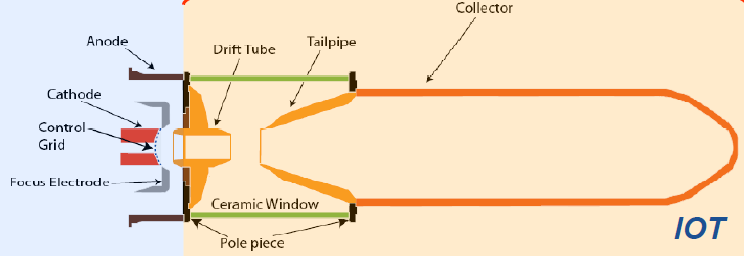 Collector
Anode
Drift Tube
Tailpipe
Cathode
Control
Grid
Focus Electrode
Ceramic Window
Pole piece
IOT